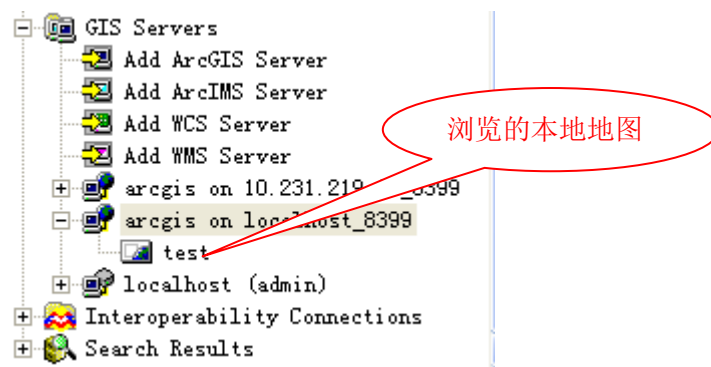 GIS Servers
Add ArcGIS Server
Add ArcIMS Server
Add WCS Server
浏览的本地地图
Add WMS Server
arcgis on 10.231.219 8399
arcgis on localhost_8399
test
localhost (admin)
Interoperability Connections
Search Results